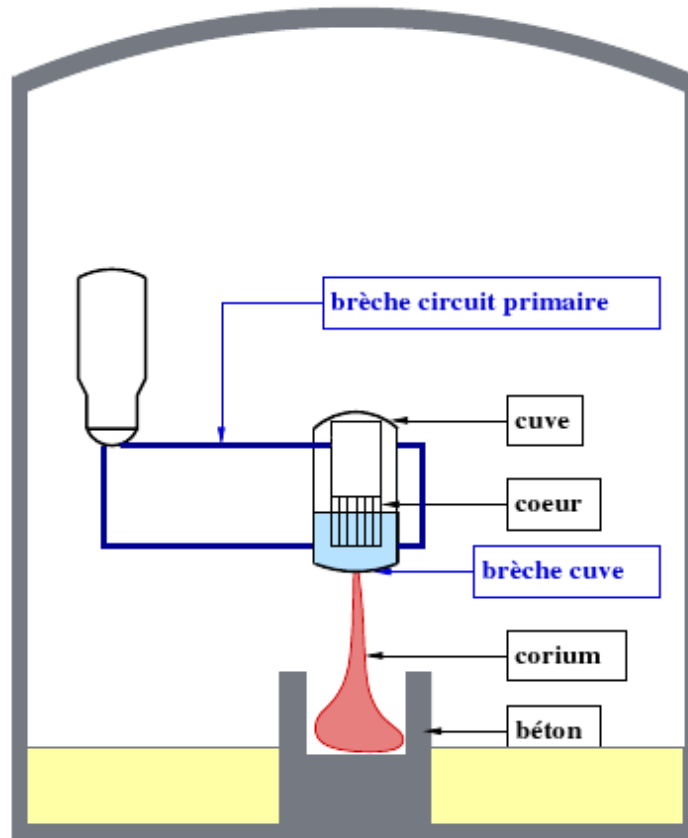 brèche circuit primaire
cuve
coeur
brèche cuve
corium
béton